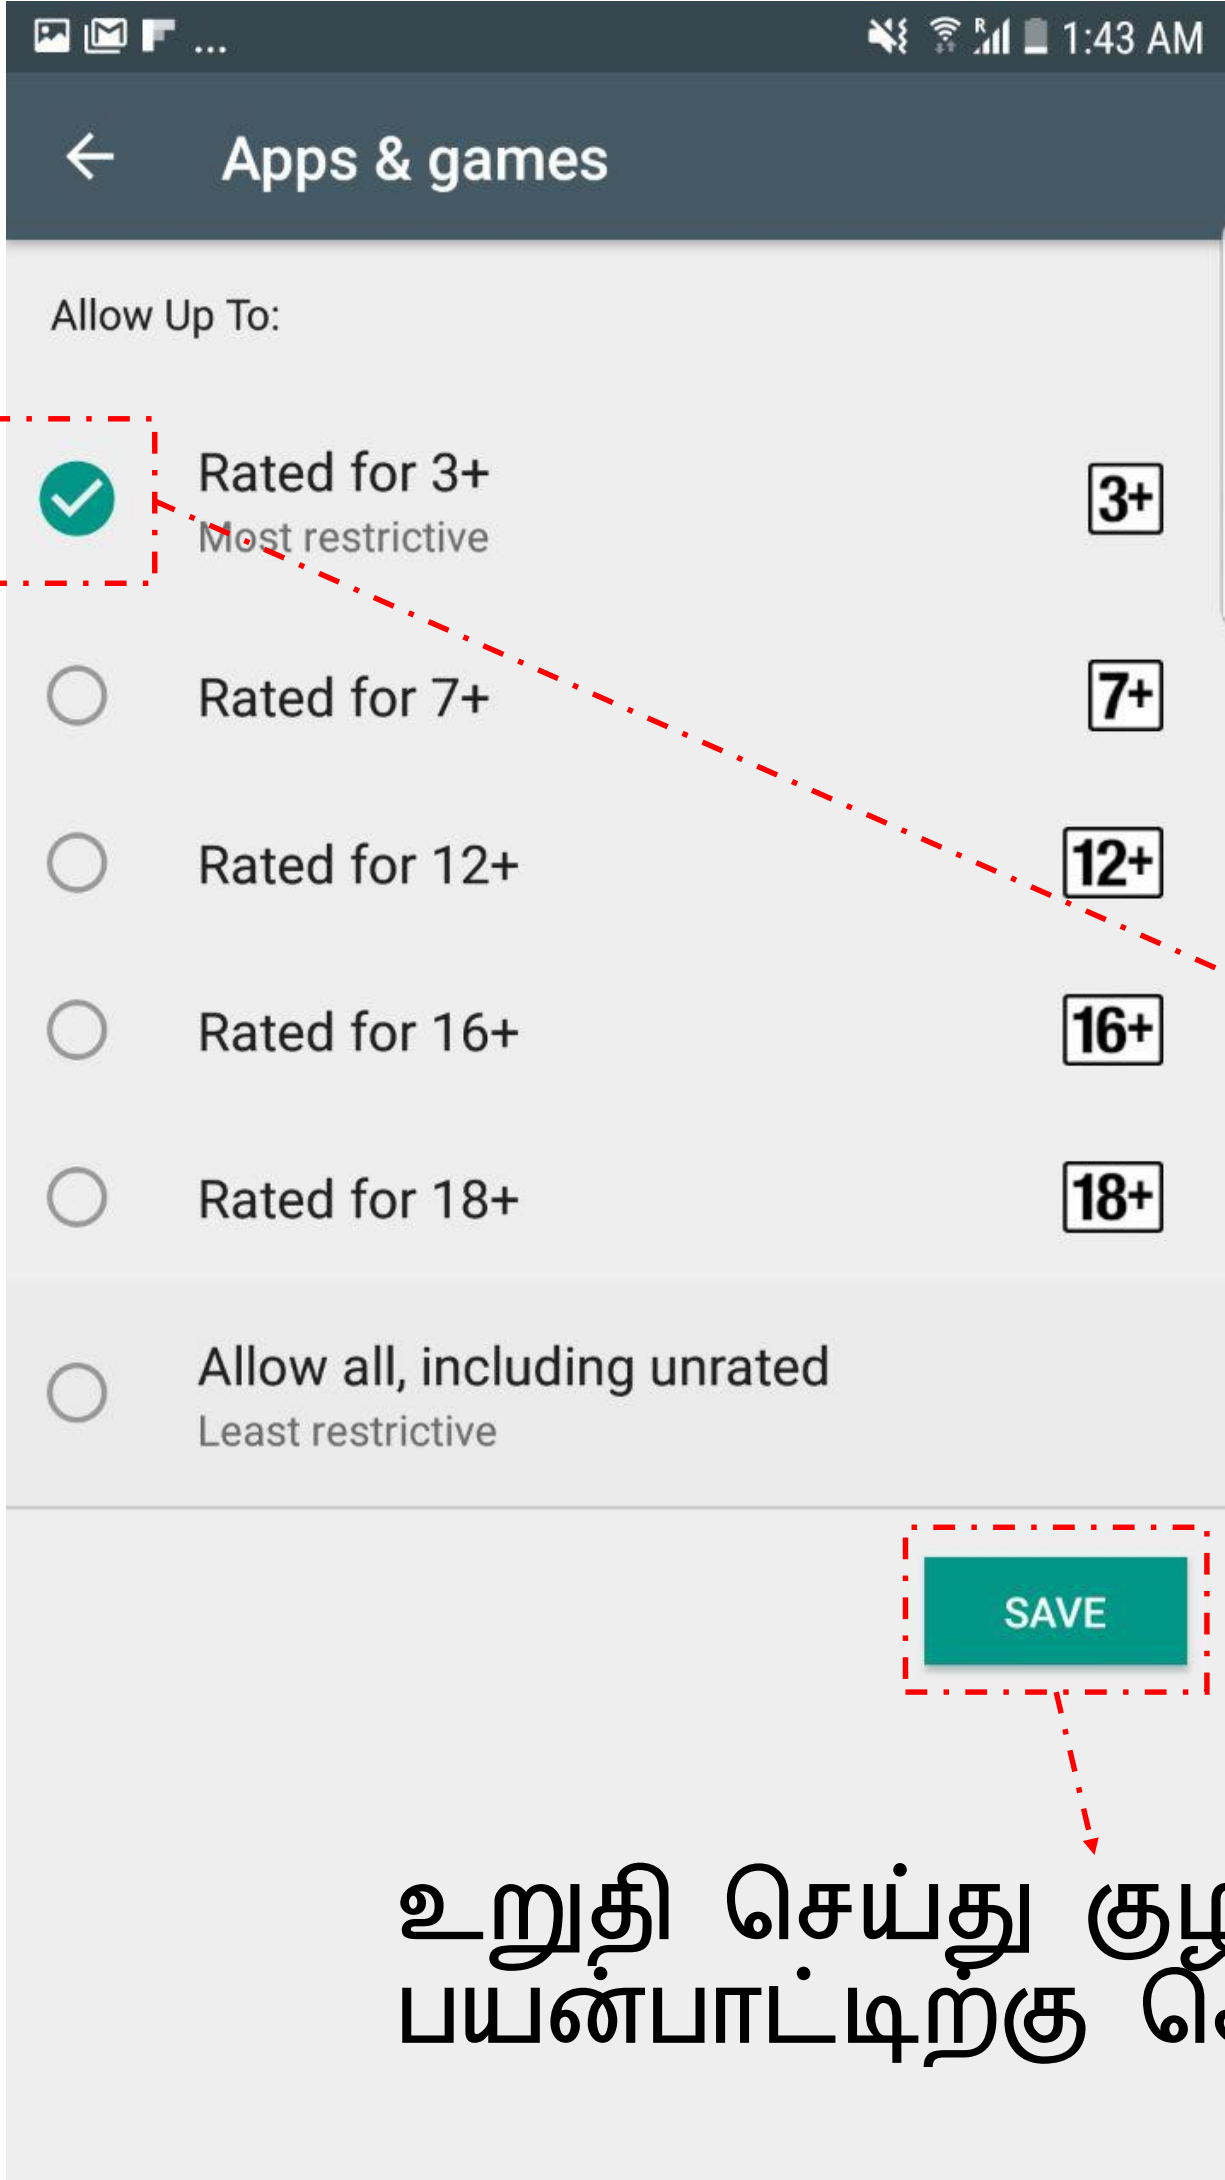 ... 1:43 AM
Apps & games
Allow Up To:
Rated for 3+
3+
Most restrictive
Rated for 7+
7+
Rated for 12+
12+
Rated for 16+
16+
Rated for 18+
18+
Allow all, including unrated
Least restrictive
SAVE
உறுதி செய்து
பயன்பாட்டிற்கு